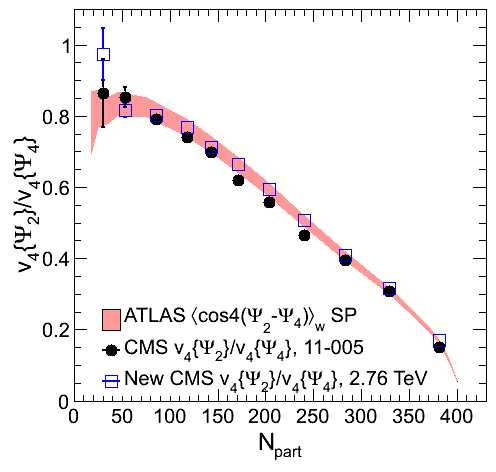 1
0.8
0.6
0.4
0.2
0
v₄{Ψ₂}/v₄{Ψ₄}
ATLAS ⟨cos4(Ψ₂-Ψ₄)⟩w SP
CMS v₄{Ψ₂}/v₄{Ψ₄}, 11-005
New CMS v₄{Ψ₂}/v₄{Ψ₄}, 2.76 TeV
0 50 100 150 200 250 300 350 400
Npart